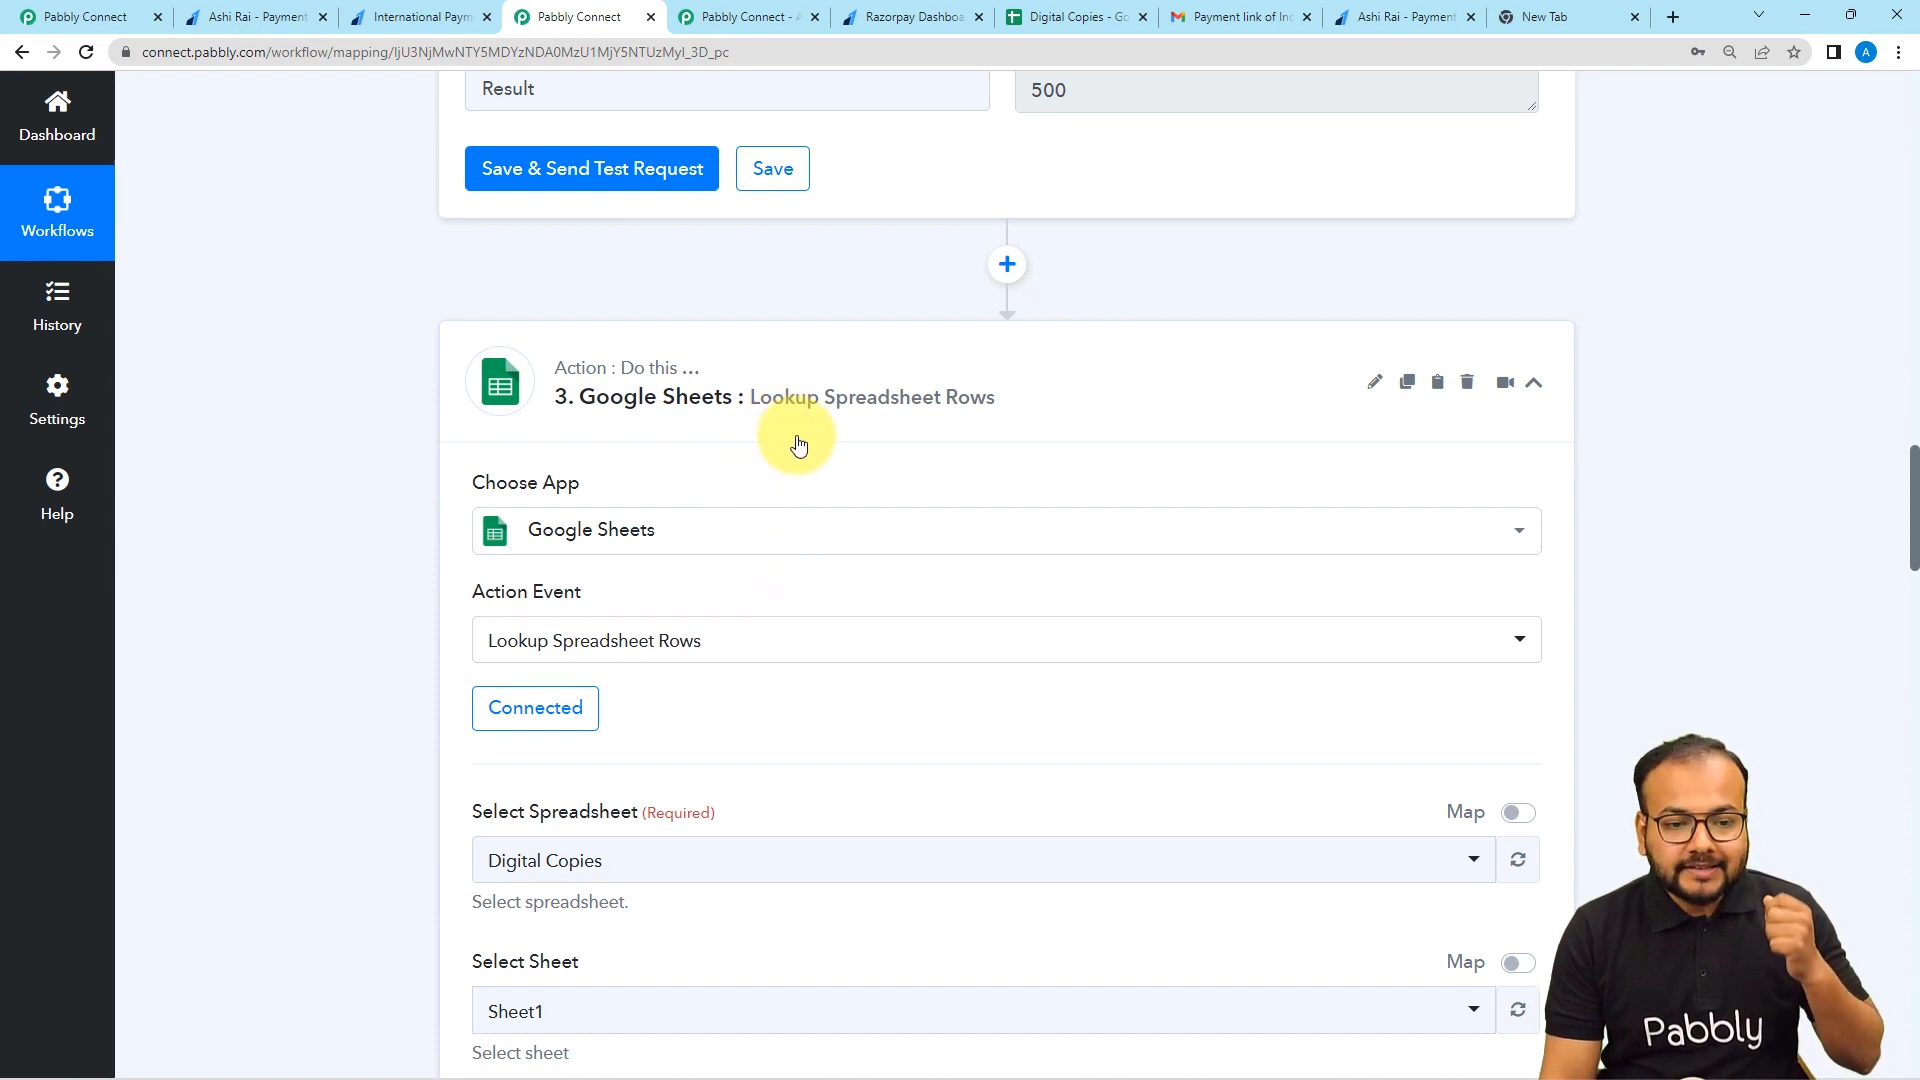 Pabbly Connect
Ashi Rai - Payment
International Paym
Pabbly Connect
Pabbly Connect - A
Razorpay Dashboa
Digital Copies - Go
Payment link of Inc
Ashi Rai - Payment
New Tab
connect.pabbly.com/workflow/mapping/IjU3NjMwNTY5MDYzNDA0MzU1MjY5NTUzMyI_3D_pc
A
Dashboard
Workflows
History
Settings
Help
Result
500
Save & Send Test Request
Save
Action : Do this ...
3. Google Sheets : Lookup Spreadsheet Rows
Choose App
Google Sheets
Action Event
Lookup Spreadsheet Rows
Connected
Select Spreadsheet (Required)
Map
Digital Copies
Select spreadsheet.
Select Sheet
Map
Sheet1
Select sheet
Pabbly